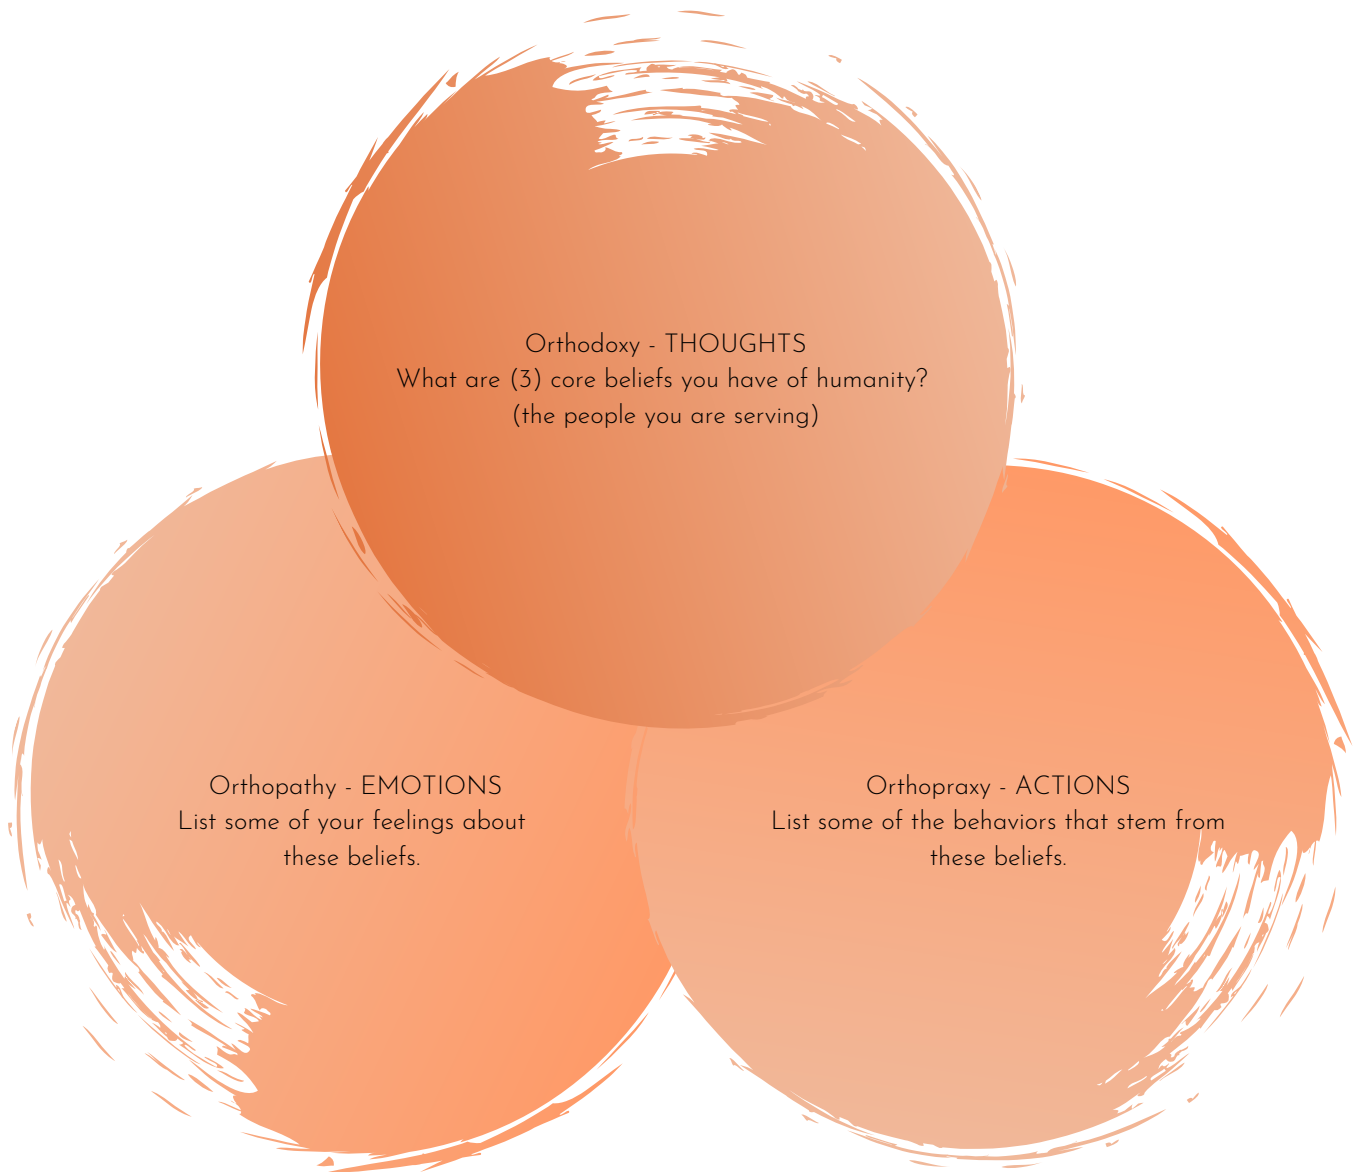 Orthodoxy - THOUGHTS
What are (3) core beliefs you have of humanity?
(the people you are serving)
Orthopathy - EMOTIONS
List some of your feelings about
these beliefs.
Orthopraxy - ACTIONS
List some of the behaviors that stem from
these beliefs.